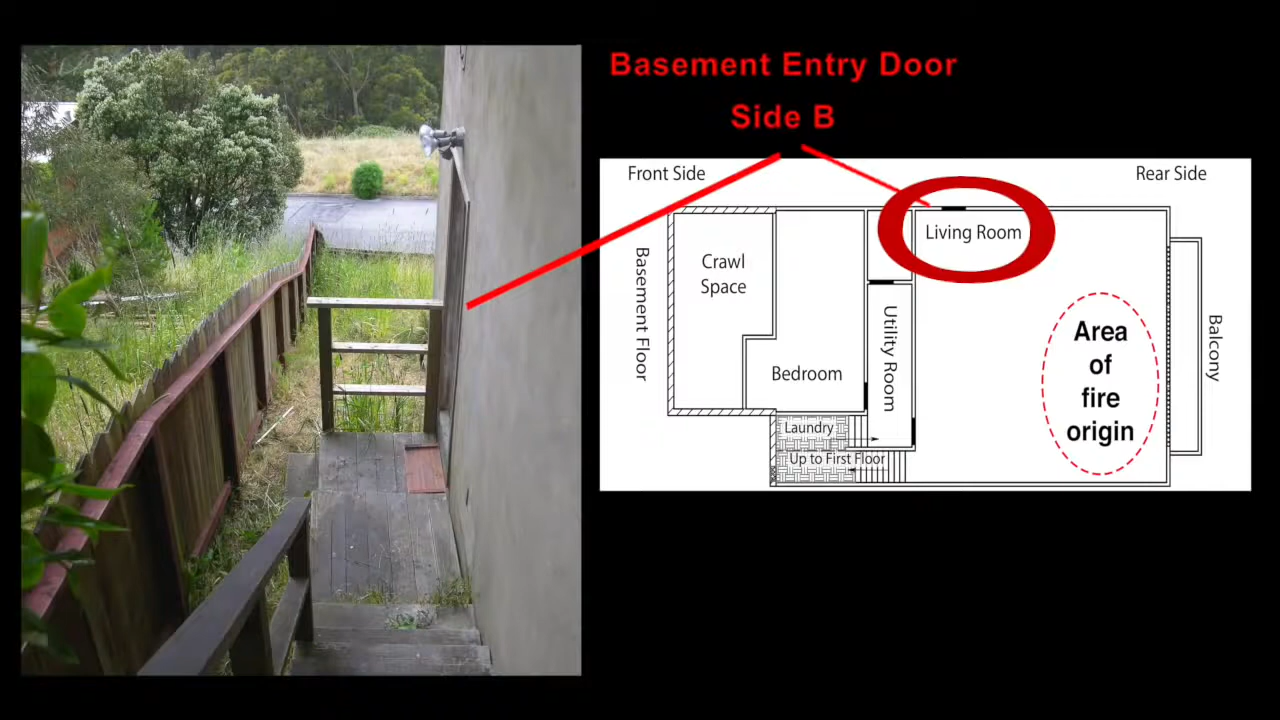 Basement Entry Door
Side B
Front Side
Rear Side
Basement Floor
Crawl
Space
Living Room
Utility Room
Bedroom
Balcony
Area
of
fire
origin
Laundry
Up to First Floor